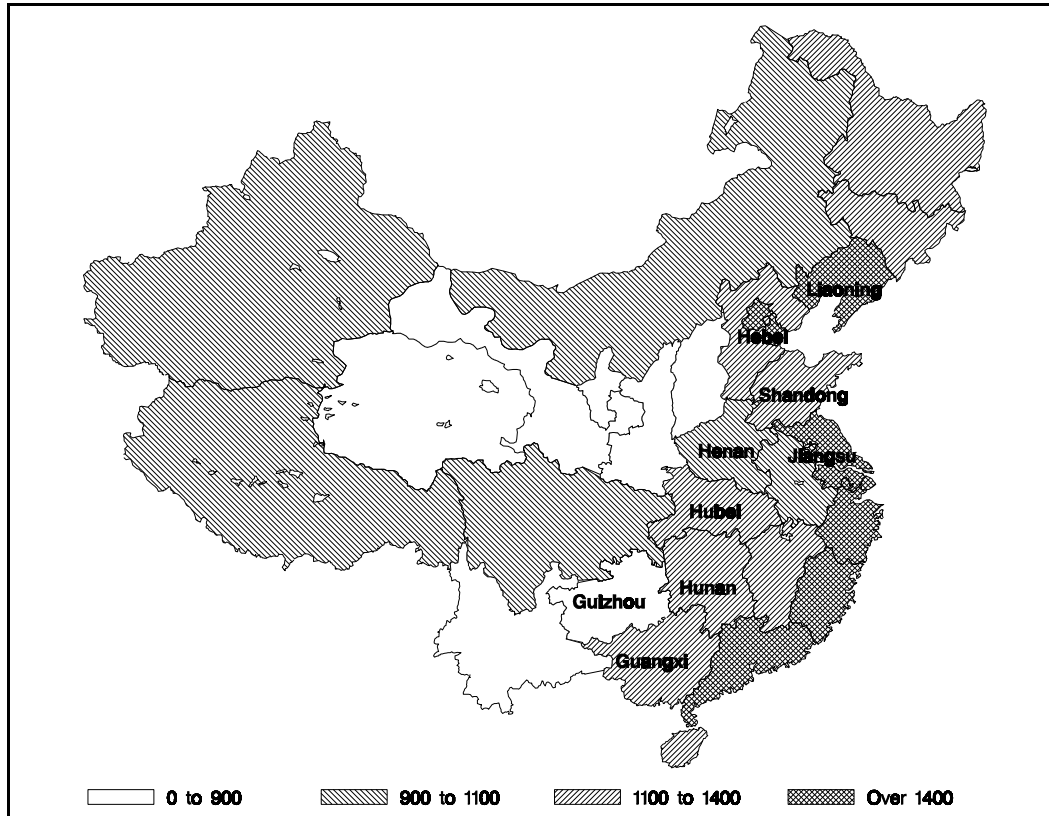 Liaoning
Hebei
Shandong
Henan
Jiangsu
Hubei
Hunan
Guizhou
Guangxi
0 to 900 900 to 1100 1100 to 1400 Over 1400